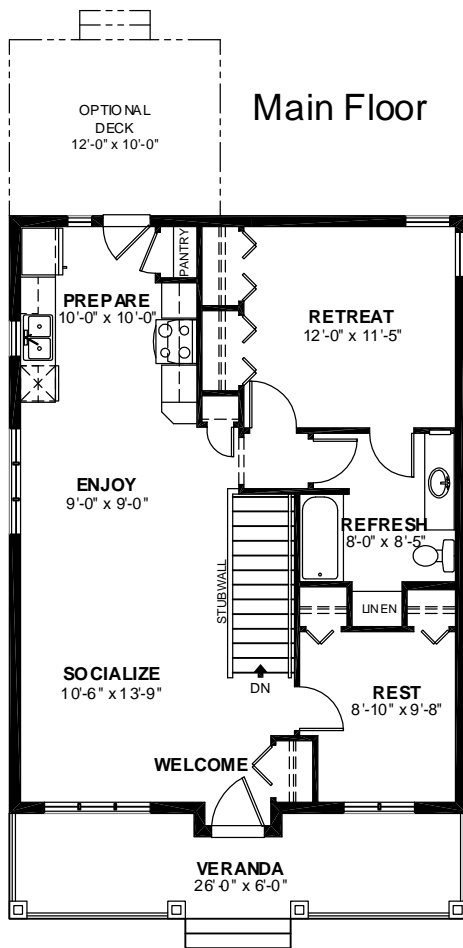 Main Floor
OPTIONAL
DECK
12'-0" x 10'-0"
PANTRY
PREPARE
10'-0" x 10'-0"
RETREAT
12'-0" x 11'-5"
ENJOY
9'-0" x 9'-0"
REFRESH
8'-0" x 8'-5"
STUBWALL
LINEN
SOCIALIZE
10'-6" x 13'-9"
DN
REST
8'-10" x 9'-8"
WELCOME
VERANDA
26'-0" x 6'-0"